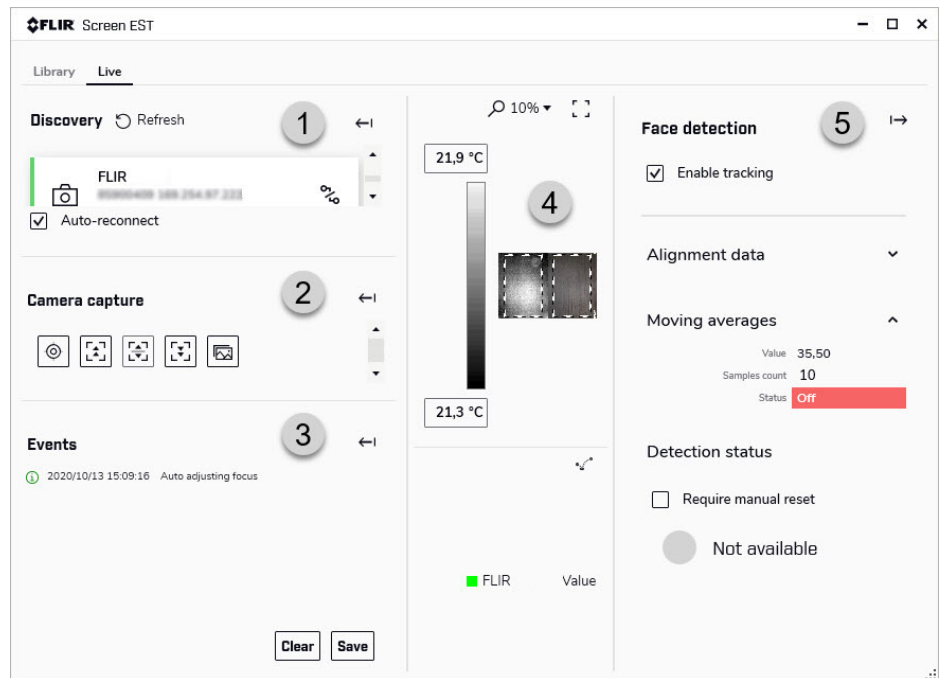 FLIR Screen EST
Library Live
Discovery Refresh
1
FLIR
Auto-reconnect
Camera capture
2
Events
3
2020/10/13 15:09:16 Auto adjusting focus
Clear Save
10%
21,9 °C
4
21,3 °C
FLIR Value
Face detection
5
Enable tracking
Alignment data
Moving averages
Value 35,50
Samples count 10
Status Off
Detection status
Require manual reset
Not available